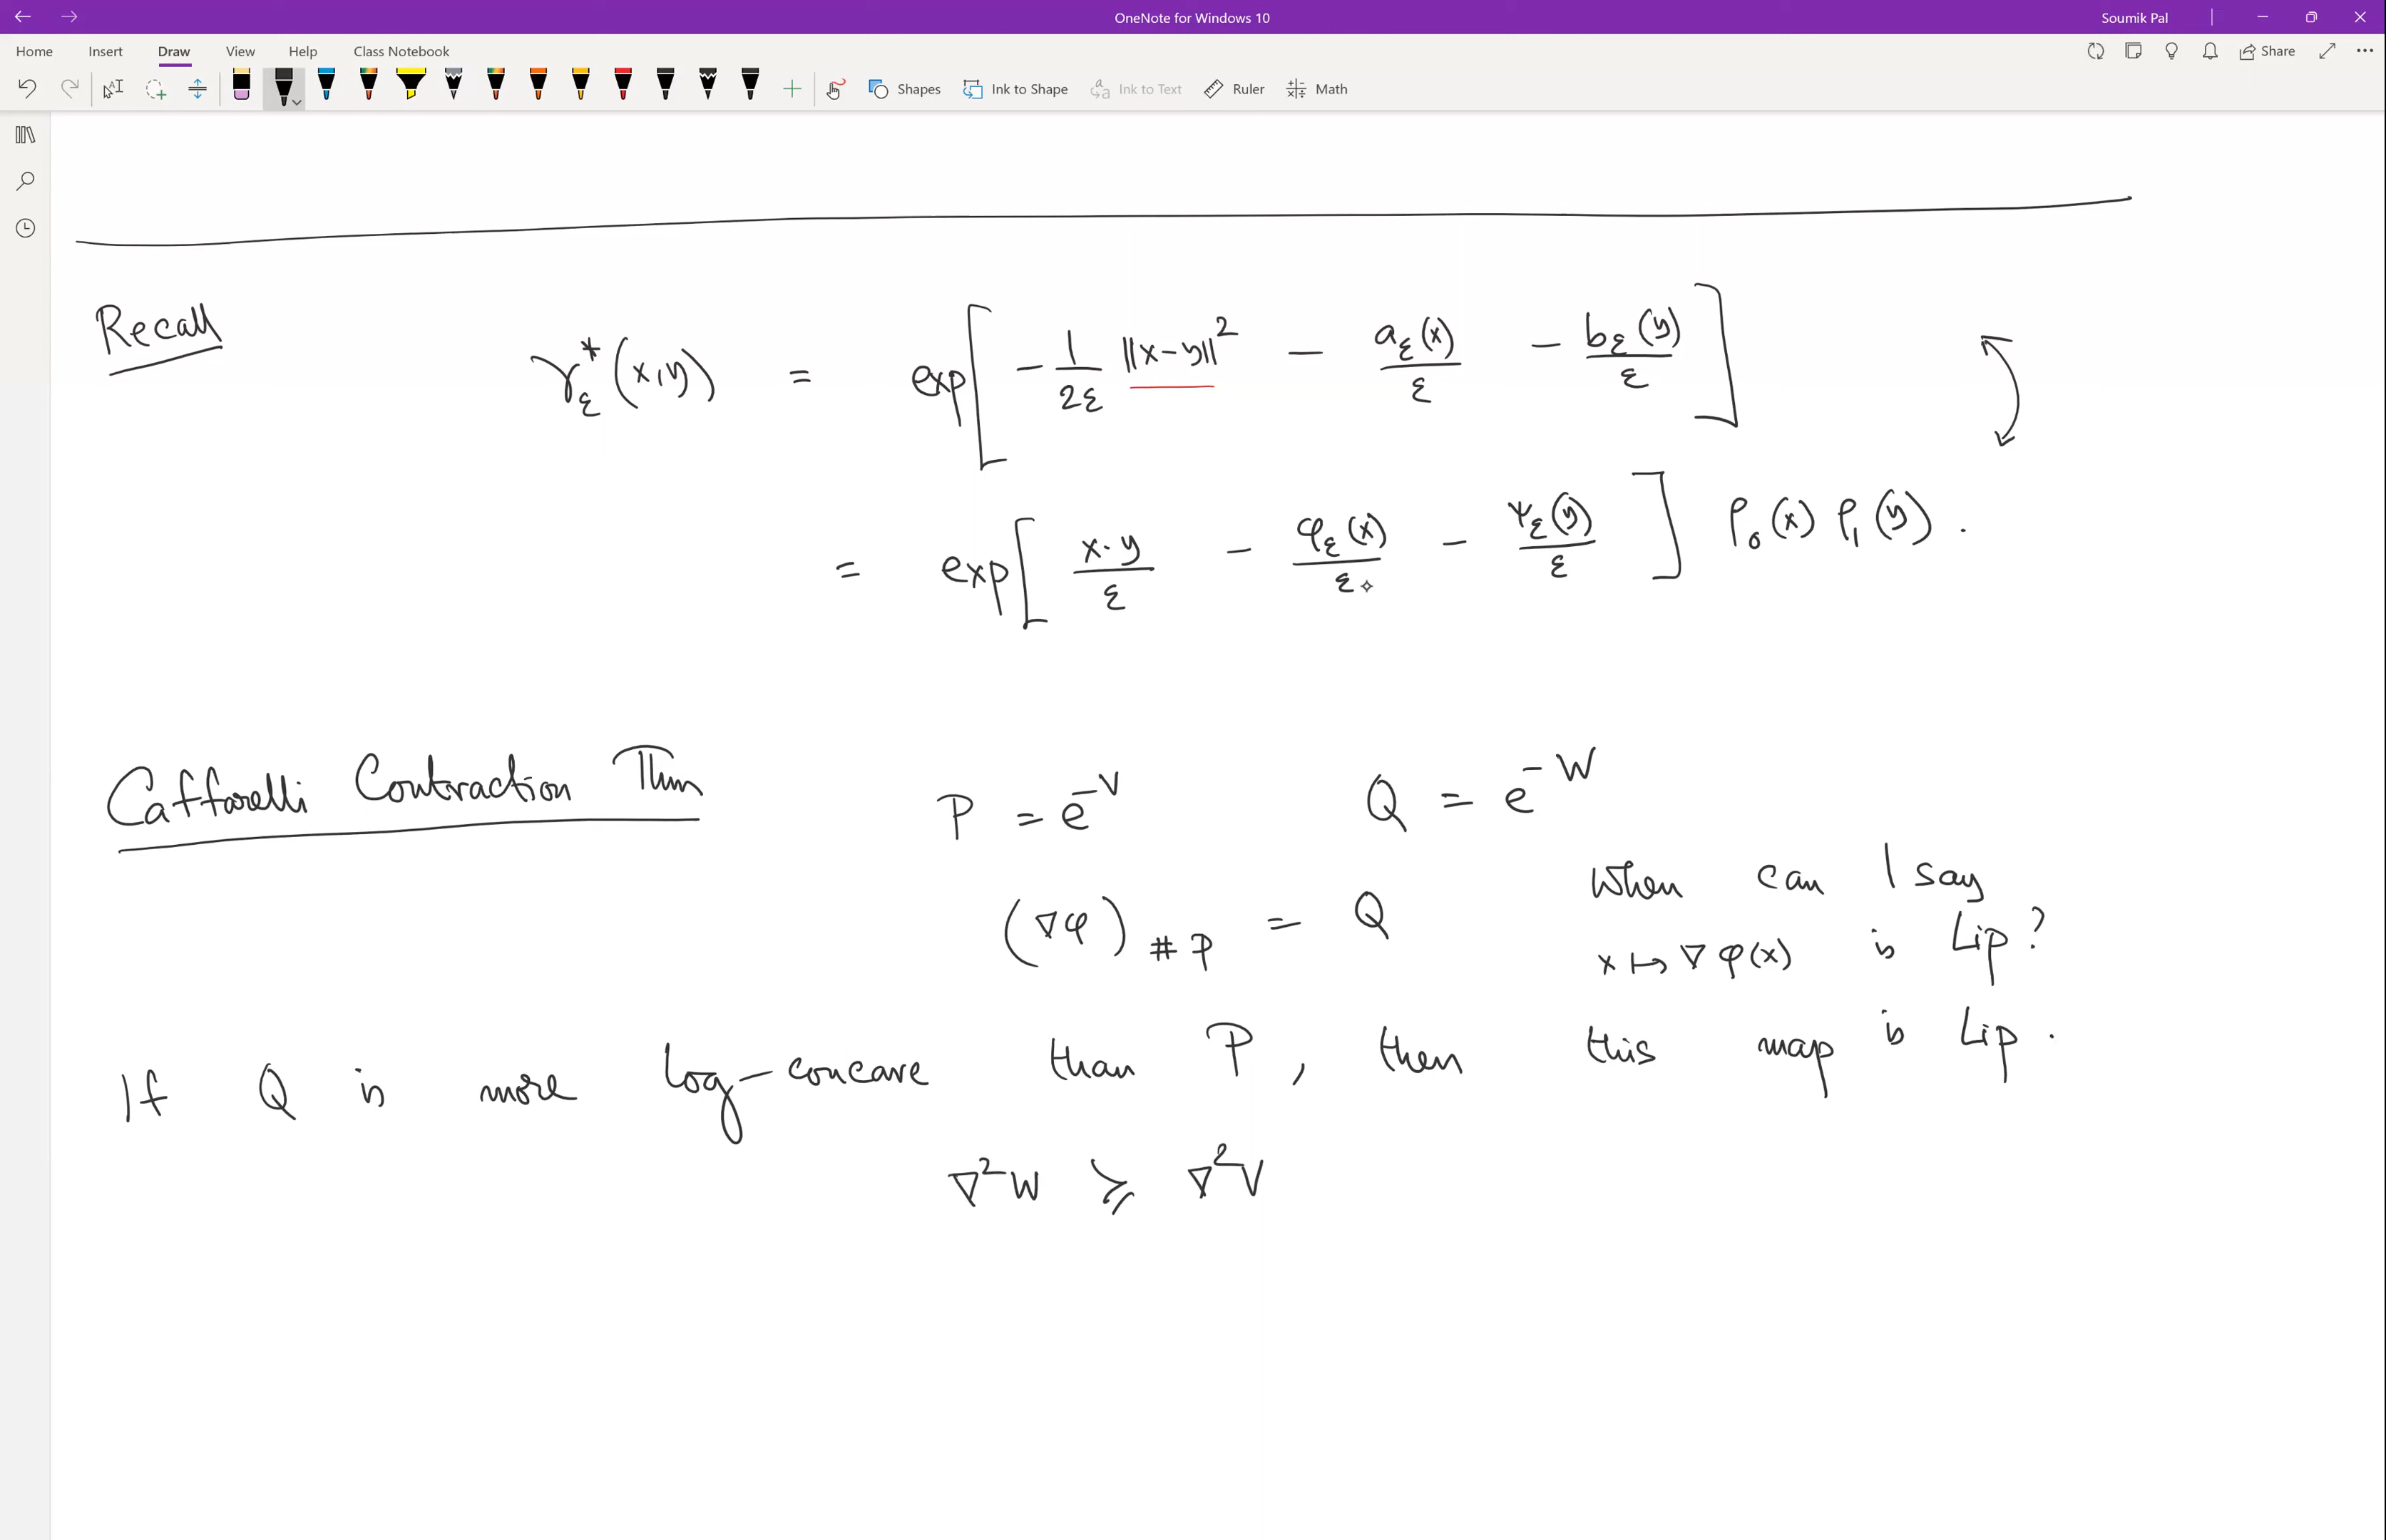 OneNote for Windows 10
Soumik Pal
Home Insert Draw View Help Class Notebook
Share
Shapes Ink to Shape Ink to Text Ruler Math
Recall γ*_ε(x,y) = exp[ -1/2ε ||x-y||² - a_ε(x)/ε - b_ε(y)/ε ]
= exp[ x·y/ε - φ_ε(x)/ε - ψ_ε(y)/ε ] ρ₀(x) ρ₁(y).
Caffarelli Contraction Thm P = e^{-V} Q = e^{-W}
(∇φ)_{#P} = Q
When can I say
x ↦ ∇φ(x) is Lip?
If Q is more log-concave than P, then this map is Lip.
∇²W ⩾ ∇²V